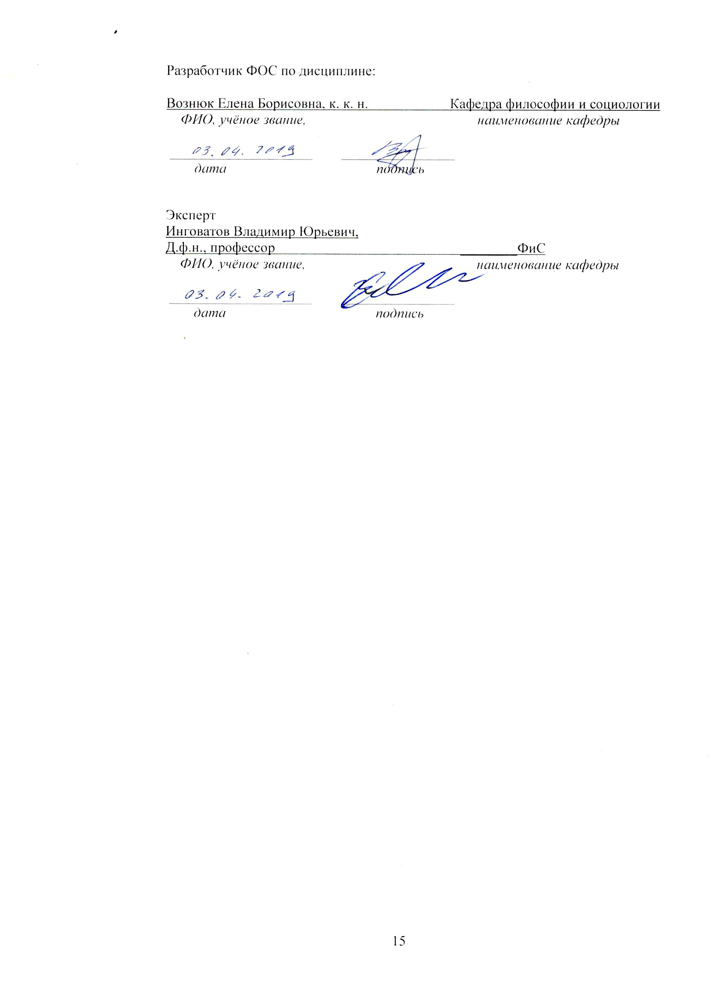 Разработчик ФОС по дисциплине:
Вознюк Елена Борисовна, к. к. н. Кафедра философии и социологии
ФИО, учёное звание, наименование кафедры
03.04.2019
дата подпись
Эксперт
Инговатов Владимир Юрьевич,
Д.ф.н., профессор ФиС
ФИО, учёное звание, наименование кафедры
03.04.2019
дата подпись
15